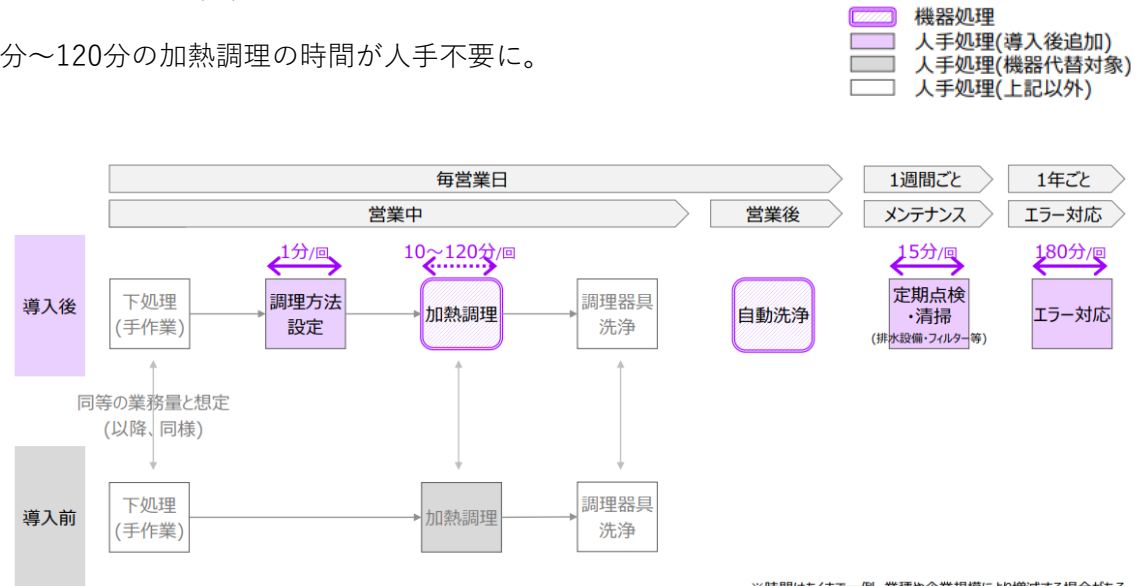 機器処理
人手処理(導入後追加)
人手処理(機器代替対象)
人手処理(上記以外)
分～120分の加熱調理の時間が人手不要に。
毎営業日
1週間ごと
1年ごと
営業中
営業後
メンテナンス
エラー対応
1分/回
10～120分/回
15分/回
180分/回
導入後
下処理
(手作業)
調理方法
設定
加熱調理
調理器具
洗浄
自動洗浄
定期点検
・清掃
(排水設備・フィルター等)
エラー対応
同等の業務量と想定
(以降、同様)
導入前
下処理
(手作業)
加熱調理
調理器具
洗浄